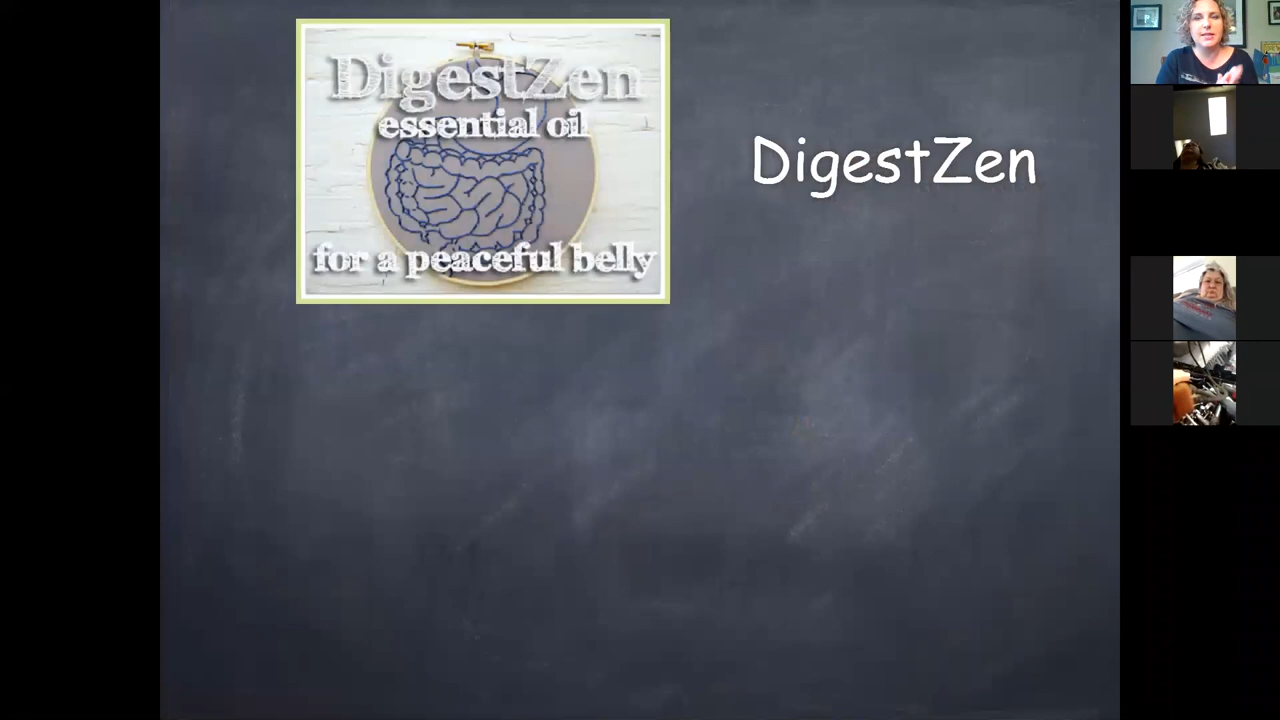 DigestZen
essential oil
for a peaceful belly
DigestZen